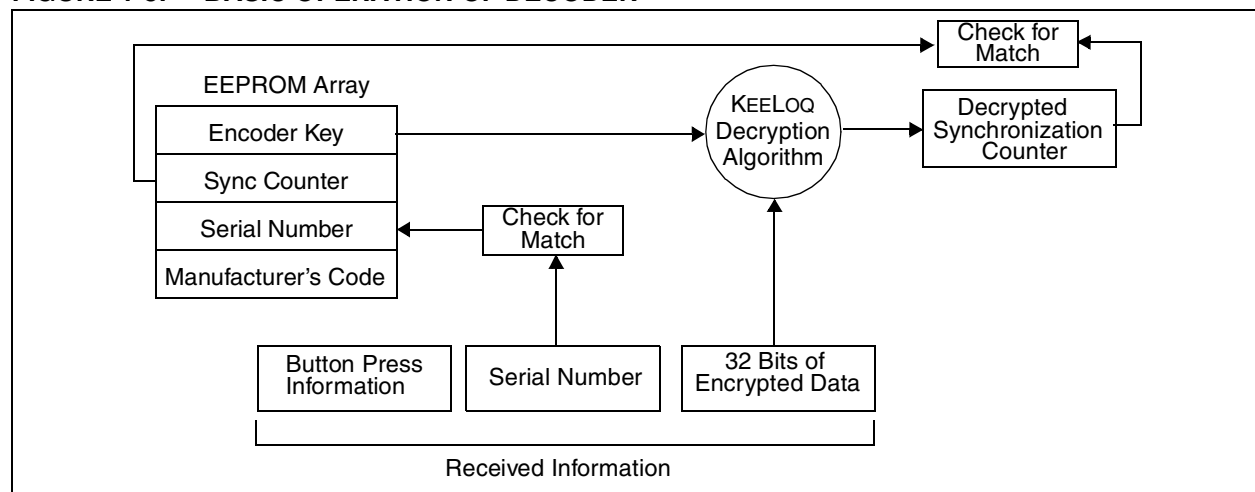 Check for
Match
EEPROM Array
Encoder Key
Sync Counter
Serial Number
Manufacturer's Code
KEELOQ
Decryption
Algorithm
Decrypted
Synchronization
Counter
Check for
Match
Button Press
Information
Serial Number
32 Bits of
Encrypted Data
Received Information